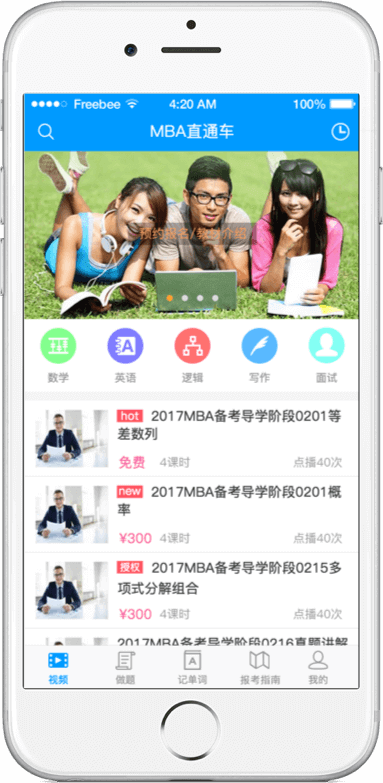 Freebee 4:20 AM 100%
MBA直通车
预约报名/教材介绍
数学 英语 逻辑 写作 面试
hot 2017MBA备考导学阶段0201等
差数列
免费 4课时 点播40次
new 2017MBA备考导学阶段0201概
率
¥300 4课时 点播40次
授权 2017MBA备考导学阶段0215多
项式分解组合
¥300 4课时 点播40次
2017MBA备考导学阶段0216真题讲解
视频 做题 记单词 报考指南 我的